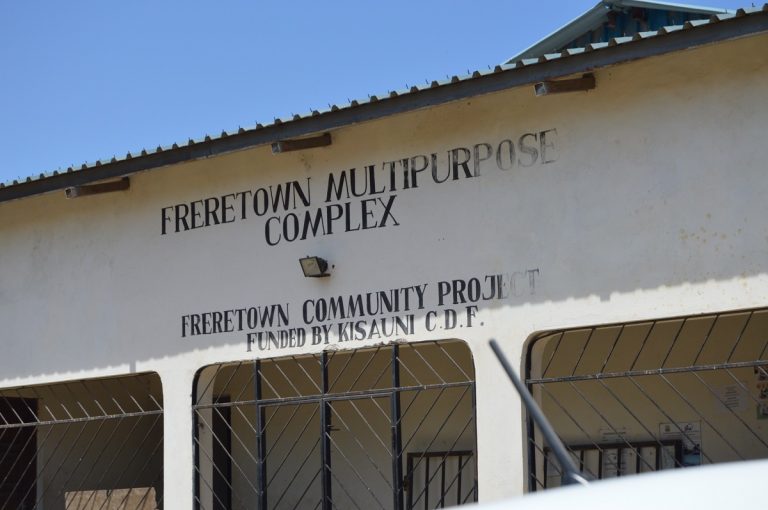 FRERETOWN MULTIPURPOSE
COMPLEX
FRERETOWN COMMUNITY PROJECT
FUNDED BY KISAUNI C.D.F.